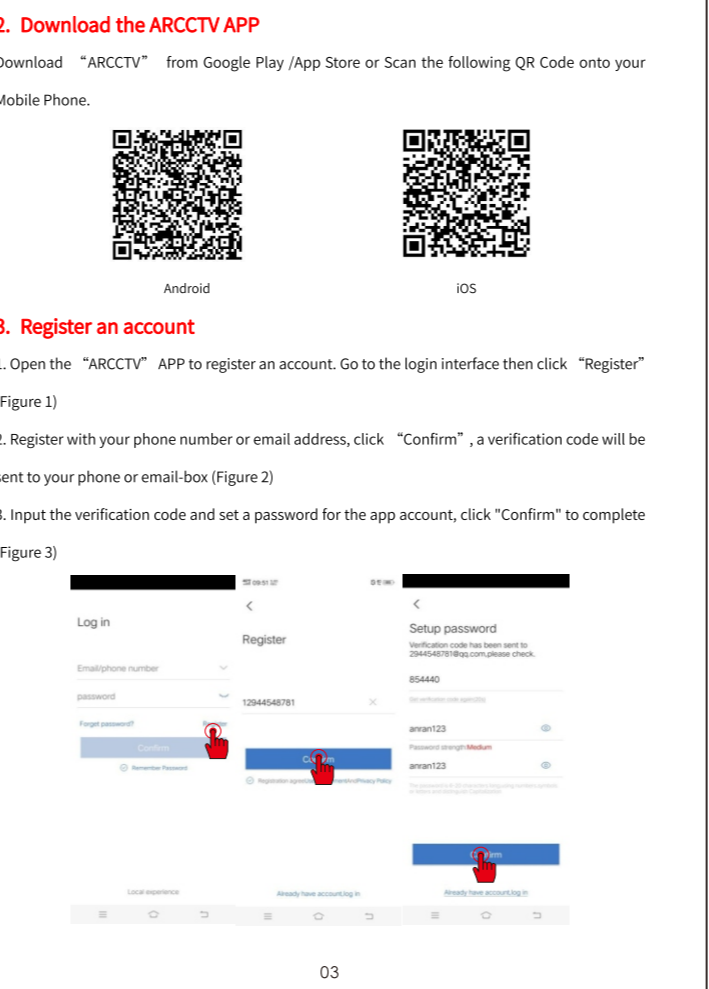 2. Download the ARCCTV APP
Download “ARCCTV” from Google Play /App Store or Scan the following QR Code onto your
Mobile Phone.
Android
iOS
3. Register an account
1. Open the “ARCCTV” APP to register an account. Go to the login interface then click “Register”
(Figure 1)
2. Register with your phone number or email address, click “Confirm”, a verification code will be
sent to your phone or email-box (Figure 2)
3. Input the verification code and set a password for the app account, click "Confirm" to complete
(Figure 3)
Log in
Email/phone number
password
Forget password?
Confirm
Remember Password
Local experience
Register
12944548781
Already have account,log in
Setup password
Verification code has been sent to
2944548781@qq.com,please check.
854440
anran123
Password strength:Medium
anran123
Already have account,log in
03